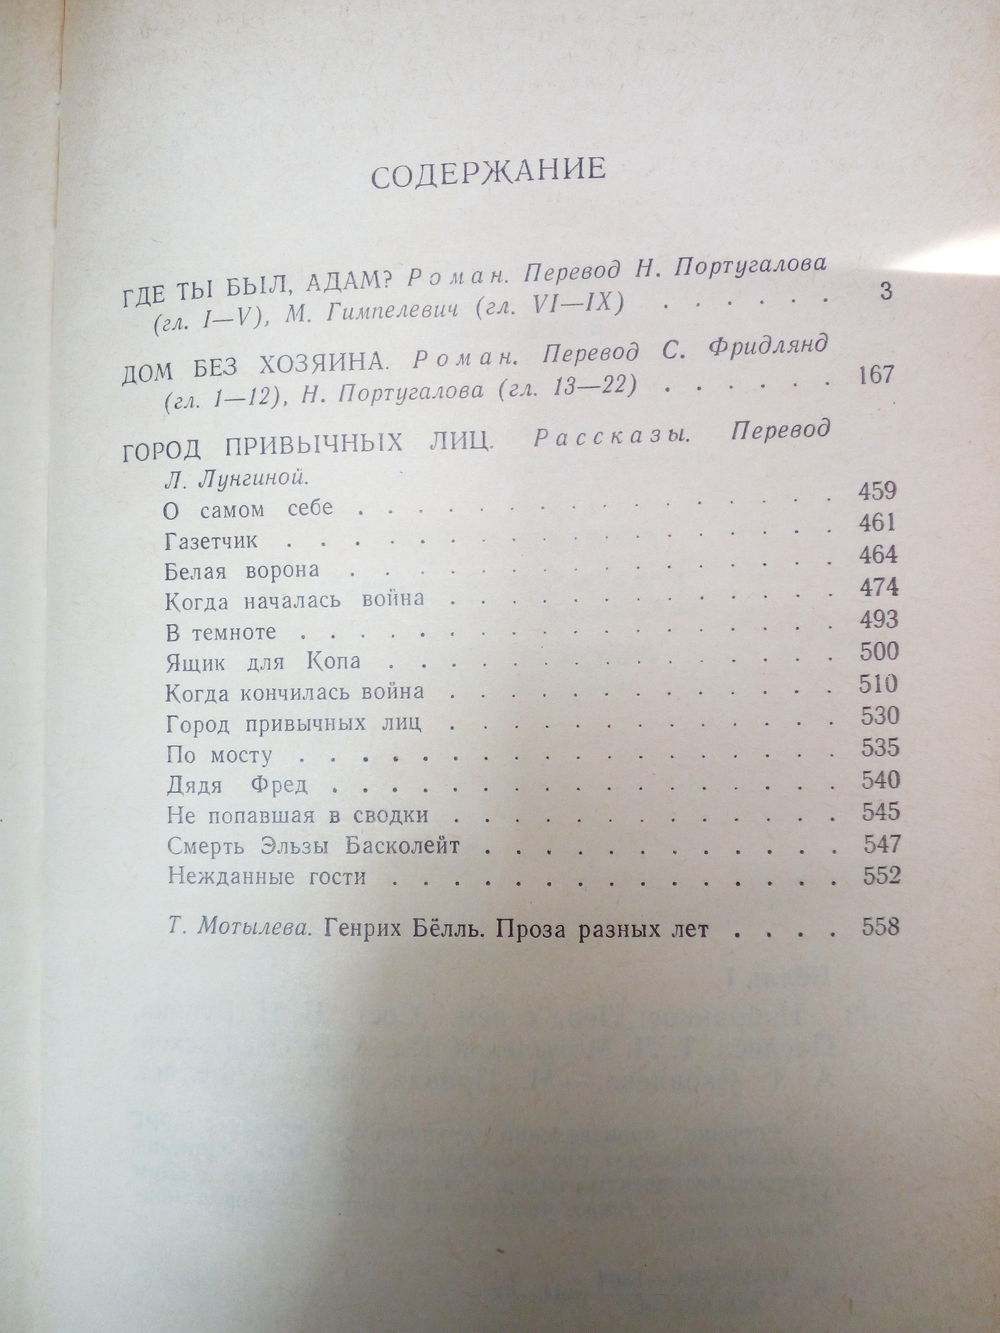 СОДЕРЖАНИЕ
ГДЕ ТЫ БЫЛ, АДАМ? Роман. Перевод Н. Португалова
(гл. I—V), М. Гимпелевич (гл. VI—IX) . . . . . . 3
ДОМ БЕЗ ХОЗЯИНА. Роман. Перевод С. Фридлянд
(гл. 1—12), Н. Португалова (гл. 13—22) . . . . . . 167
ГОРОД ПРИВЫЧНЫХ ЛИЦ. Рассказы. Перевод
Л. Лунгиной.
О самом себе . . . . . . . . . . . . . . . . 459
Газетчик . . . . . . . . . . . . . . . . . . 461
Белая ворона . . . . . . . . . . . . . . . . 464
Когда началась война . . . . . . . . . . . . . 474
В темноте . . . . . . . . . . . . . . . . . . 493
Ящик для Копа . . . . . . . . . . . . . . . 500
Когда кончилась война . . . . . . . . . . . . . 510
Город привычных лиц . . . . . . . . . . . . . 530
По мосту . . . . . . . . . . . . . . . . . . 535
Дядя Фред . . . . . . . . . . . . . . . . . 540
Не попавшая в сводки . . . . . . . . . . . . . 545
Смерть Эльзы Басколейт . . . . . . . . . . . . 547
Нежданные гости . . . . . . . . . . . . . . . 552
Т. Мотылева. Генрих Бёлль. Проза разных лет . . . . 558